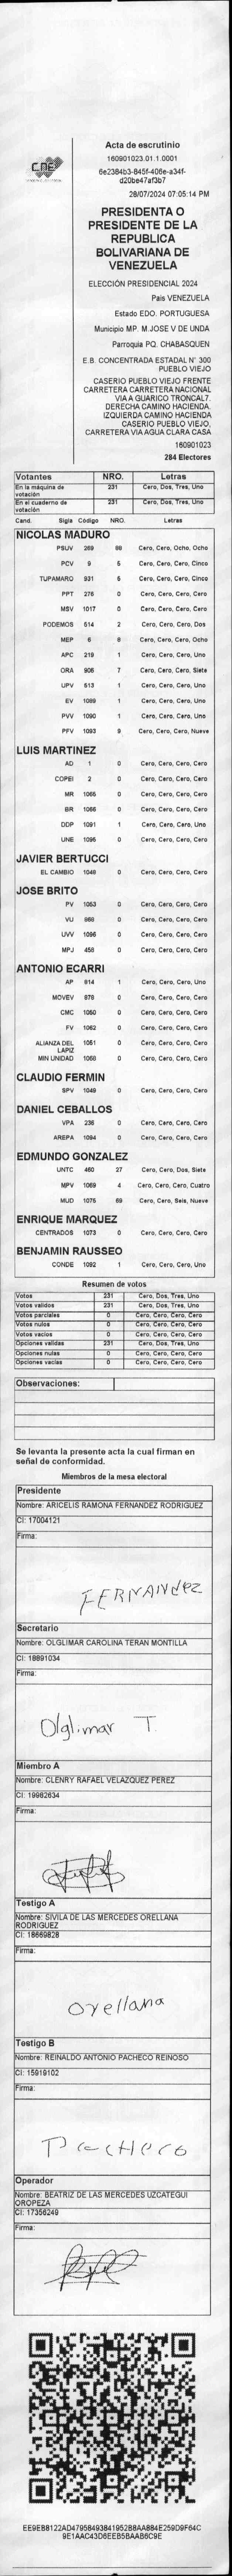 CNE
Acta de escrutinio
160901023.01.1.0001
6e2384b3-845f-406e-a34f-
d20be47af3b7
28/07/2024 07:05:14 PM
PRESIDENTA O
PRESIDENTE DE LA
REPUBLICA
BOLIVARIANA DE
VENEZUELA
ELECCIÓN PRESIDENCIAL 2024
Pais VENEZUELA
Estado EDO. PORTUGUESA
Municipio MP. M.JOSE V DE UNDA
Parroquia PQ. CHABASQUEN
E.B. CONCENTRADA ESTADAL N° 300
PUEBLO VIEJO
CASERIO PUEBLO VIEJO FRENTE
CARRETERA CARRETERA NACIONAL
VIA A GUARICO TRONCAL7.
DERECHA CAMINO HACIENDA.
IZQUIERDA CAMINO HACIENDA
CASERIO PUEBLO VIEJO.
CARRETERA VIA AGUA CLARA CASA
160901023
284 Electores
Votantes NRO. Letras
En la máquina de votación 231 Cero, Dos, Tres, Uno
En el cuaderno de votación 231 Cero, Dos, Tres, Uno
Cand. Sigla Código NRO. Letras
NICOLAS MADURO
PSUV 269 88 Cero, Cero, Ocho, Ocho
PCV 9 5 Cero, Cero, Cero, Cinco
TUPAMARO 931 5 Cero, Cero, Cero, Cinco
PPT 276 0 Cero, Cero, Cero, Cero
MSV 1017 0 Cero, Cero, Cero, Cero
PODEMOS 514 2 Cero, Cero, Cero, Dos
MEP 6 8 Cero, Cero, Cero, Ocho
APC 219 1 Cero, Cero, Cero, Uno
ORA 906 7 Cero, Cero, Cero, Siete
UPV 613 1 Cero, Cero, Cero, Uno
EV 1089 1 Cero, Cero, Cero, Uno
PVV 1090 1 Cero, Cero, Cero, Uno
PFV 1093 9 Cero, Cero, Cero, Nueve
LUIS MARTINEZ
AD 1 0 Cero, Cero, Cero, Cero
COPEI 2 0 Cero, Cero, Cero, Cero
MR 1065 0 Cero, Cero, Cero, Cero
BR 1066 0 Cero, Cero, Cero, Cero
DDP 1091 1 Cero, Cero, Cero, Uno
UNE 1095 0 Cero, Cero, Cero, Cero
JAVIER BERTUCCI
EL CAMBIO 1048 0 Cero, Cero, Cero, Cero
JOSE BRITO
PV 1053 0 Cero, Cero, Cero, Cero
VU 988 0 Cero, Cero, Cero, Cero
UVV 1096 0 Cero, Cero, Cero, Cero
MPJ 458 0 Cero, Cero, Cero, Cero
ANTONIO ECARRI
AP 814 1 Cero, Cero, Cero, Uno
MOVEV 978 0 Cero, Cero, Cero, Cero
CMC 1050 0 Cero, Cero, Cero, Cero
FV 1062 0 Cero, Cero, Cero, Cero
ALIANZA DEL LAPIZ 1051 0 Cero, Cero, Cero, Cero
MIN UNIDAD 1058 0 Cero, Cero, Cero, Cero
CLAUDIO FERMIN
SPV 1049 0 Cero, Cero, Cero, Cero
DANIEL CEBALLOS
VPA 236 0 Cero, Cero, Cero, Cero
AREPA 1094 0 Cero, Cero, Cero, Cero
EDMUNDO GONZALEZ
UNTC 460 27 Cero, Cero, Dos, Siete
MPV 1069 4 Cero, Cero, Cero, Cuatro
MUD 1075 69 Cero, Cero, Seis, Nueve
ENRIQUE MARQUEZ
CENTRADOS 1073 0 Cero, Cero, Cero, Cero
BENJAMIN RAUSSEO
CONDE 1092 1 Cero, Cero, Cero, Uno
Resumen de votos
Votos 231 Cero, Dos, Tres, Uno
Votos validos 231 Cero, Dos, Tres, Uno
Votos parciales 0 Cero, Cero, Cero, Cero
Votos nulos 0 Cero, Cero, Cero, Cero
Votos vacios 0 Cero, Cero, Cero, Cero
Opciones validas 231 Cero, Dos, Tres, Uno
Opciones nulas 0 Cero, Cero, Cero, Cero
Opciones vacias 0 Cero, Cero, Cero, Cero
Observaciones:
Se levanta la presente acta la cual firman en
señal de conformidad.
Miembros de la mesa electoral
Presidente
Nombre: ARICELIS RAMONA FERNANDEZ RODRIGUEZ
CI: 17004121
Firma:
FERNANdez
Secretario
Nombre: OLGLIMAR CAROLINA TERAN MONTILLA
CI: 18891034
Firma:
Olglimar T.
Miembro A
Nombre: CLENRY RAFAEL VELAZQUEZ PEREZ
CI: 19982634
Firma:
Testigo A
Nombre: SIVILA DE LAS MERCEDES ORELLANA
RODRIGUEZ
CI: 18669828
Firma:
orellana
Testigo B
Nombre: REINALDO ANTONIO PACHECO REINOSO
CI: 15919102
Firma:
PacHeco
Operador
Nombre: BEATRIZ DE LAS MERCEDES UZCATEGUI
OROPEZA
CI: 17356249
Firma:
EE9EB8122AD47958493841952B8AA884E259D9F64C
9E1AAC43D6EEB5BAAB6C9E